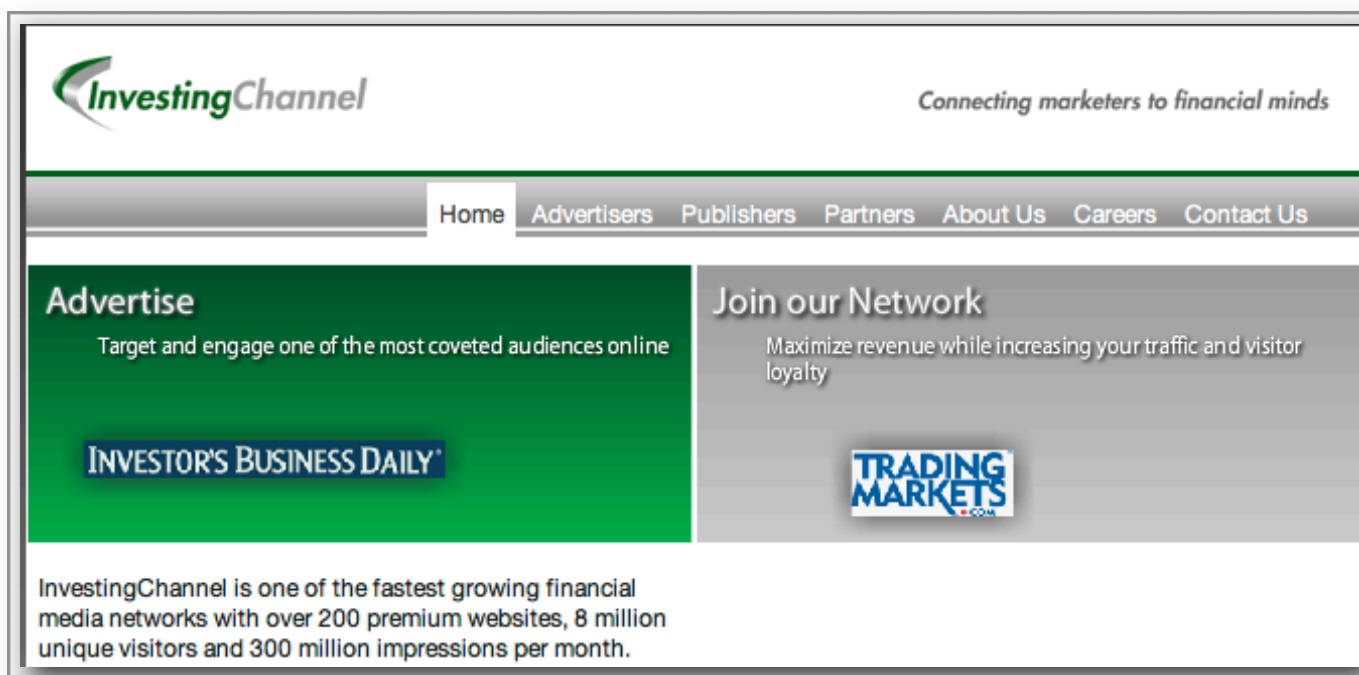 InvestingChannel
Connecting marketers to financial minds
Home Advertisers Publishers Partners About Us Careers Contact Us
Advertise
Target and engage one of the most coveted audiences online
INVESTOR'S BUSINESS DAILY®
Join our Network
Maximize revenue while increasing your traffic and visitor
loyalty
TRADING
MARKETS
.COM
InvestingChannel is one of the fastest growing financial
media networks with over 200 premium websites, 8 million
unique visitors and 300 million impressions per month.